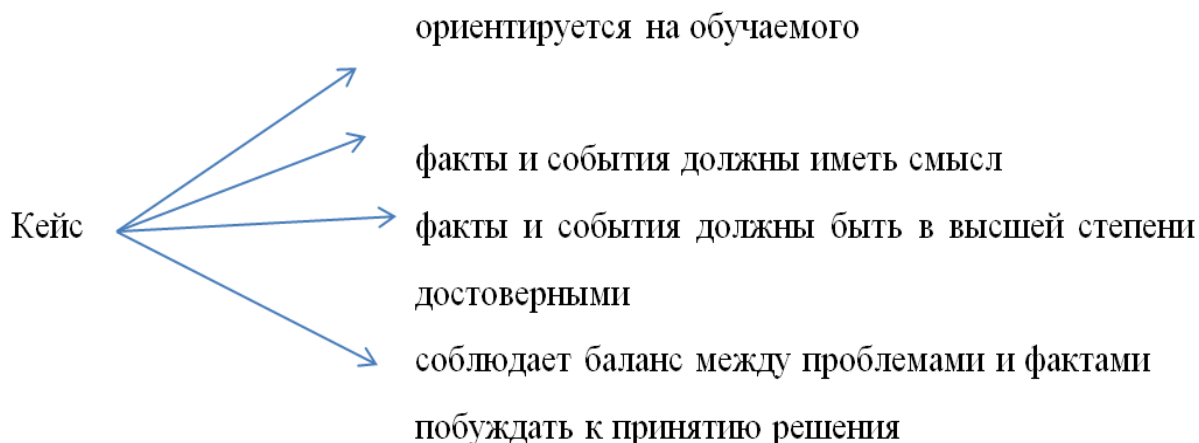 ориентируется на обучаемого
факты и события должны иметь смысл
Кейс
факты и события должны быть в высшей степени
достоверными
соблюдает баланс между проблемами и фактами
побуждать к принятию решения